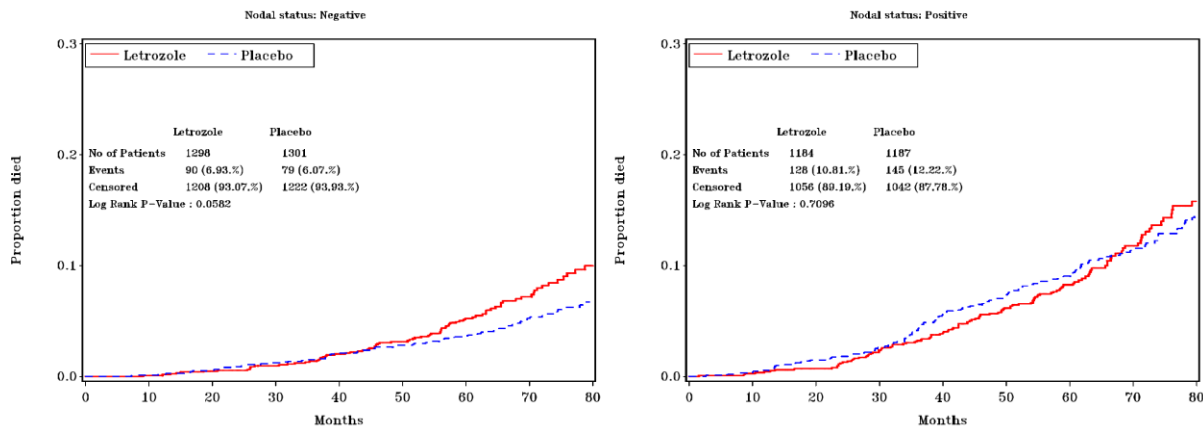 Nodal status: Negative
0.3
Letrozole Placebo
Letrozole Placebo
No of Patients 1298 1301
Events 90 (6.93.%) 79 (6.07.%)
Censored 1208 (93.07.%) 1222 (93.93.%)
Log Rank P-Value : 0.0582
0.2
0.1
0.0
Proportion died
0 10 20 30 40 50 60 70 80
Months
Nodal status: Positive
0.3
Letrozole Placebo
Letrozole Placebo
No of Patients 1184 1187
Events 128 (10.81.%) 145 (12.22.%)
Censored 1056 (89.19.%) 1042 (87.78.%)
Log Rank P-Value : 0.7096
0.2
0.1
0.0
Proportion died
0 10 20 30 40 50 60 70 80
Months